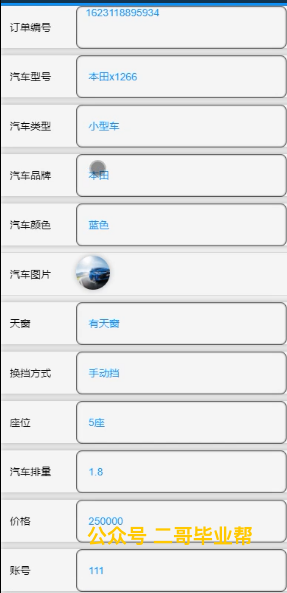 订单编号 1623118895934
汽车型号 本田x1266
汽车类型 小型车
汽车品牌 本田
汽车颜色 蓝色
汽车图片
天窗 有天窗
换挡方式 手动挡
座位 5座
汽车排量 1.8
价格 250000
公众号 二哥毕业帮
账号 111